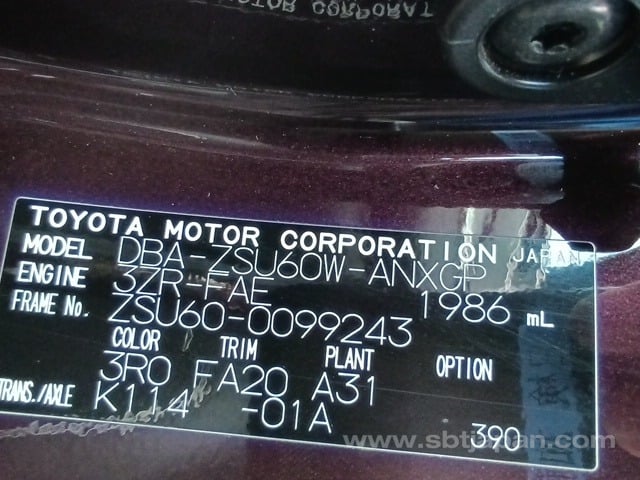 TOYOTA MOTOR CORPORATION JAPAN
MODEL DBA-ZSU60W-ANXGP
ENGINE 3ZR-FAE 1986 mL
FRAME No. ZSU60-0099243
COLOR TRIM PLANT OPTION
3R0 FA20 A31
TRANS./AXLE K114 -01A
390
www.sbtjapan.com